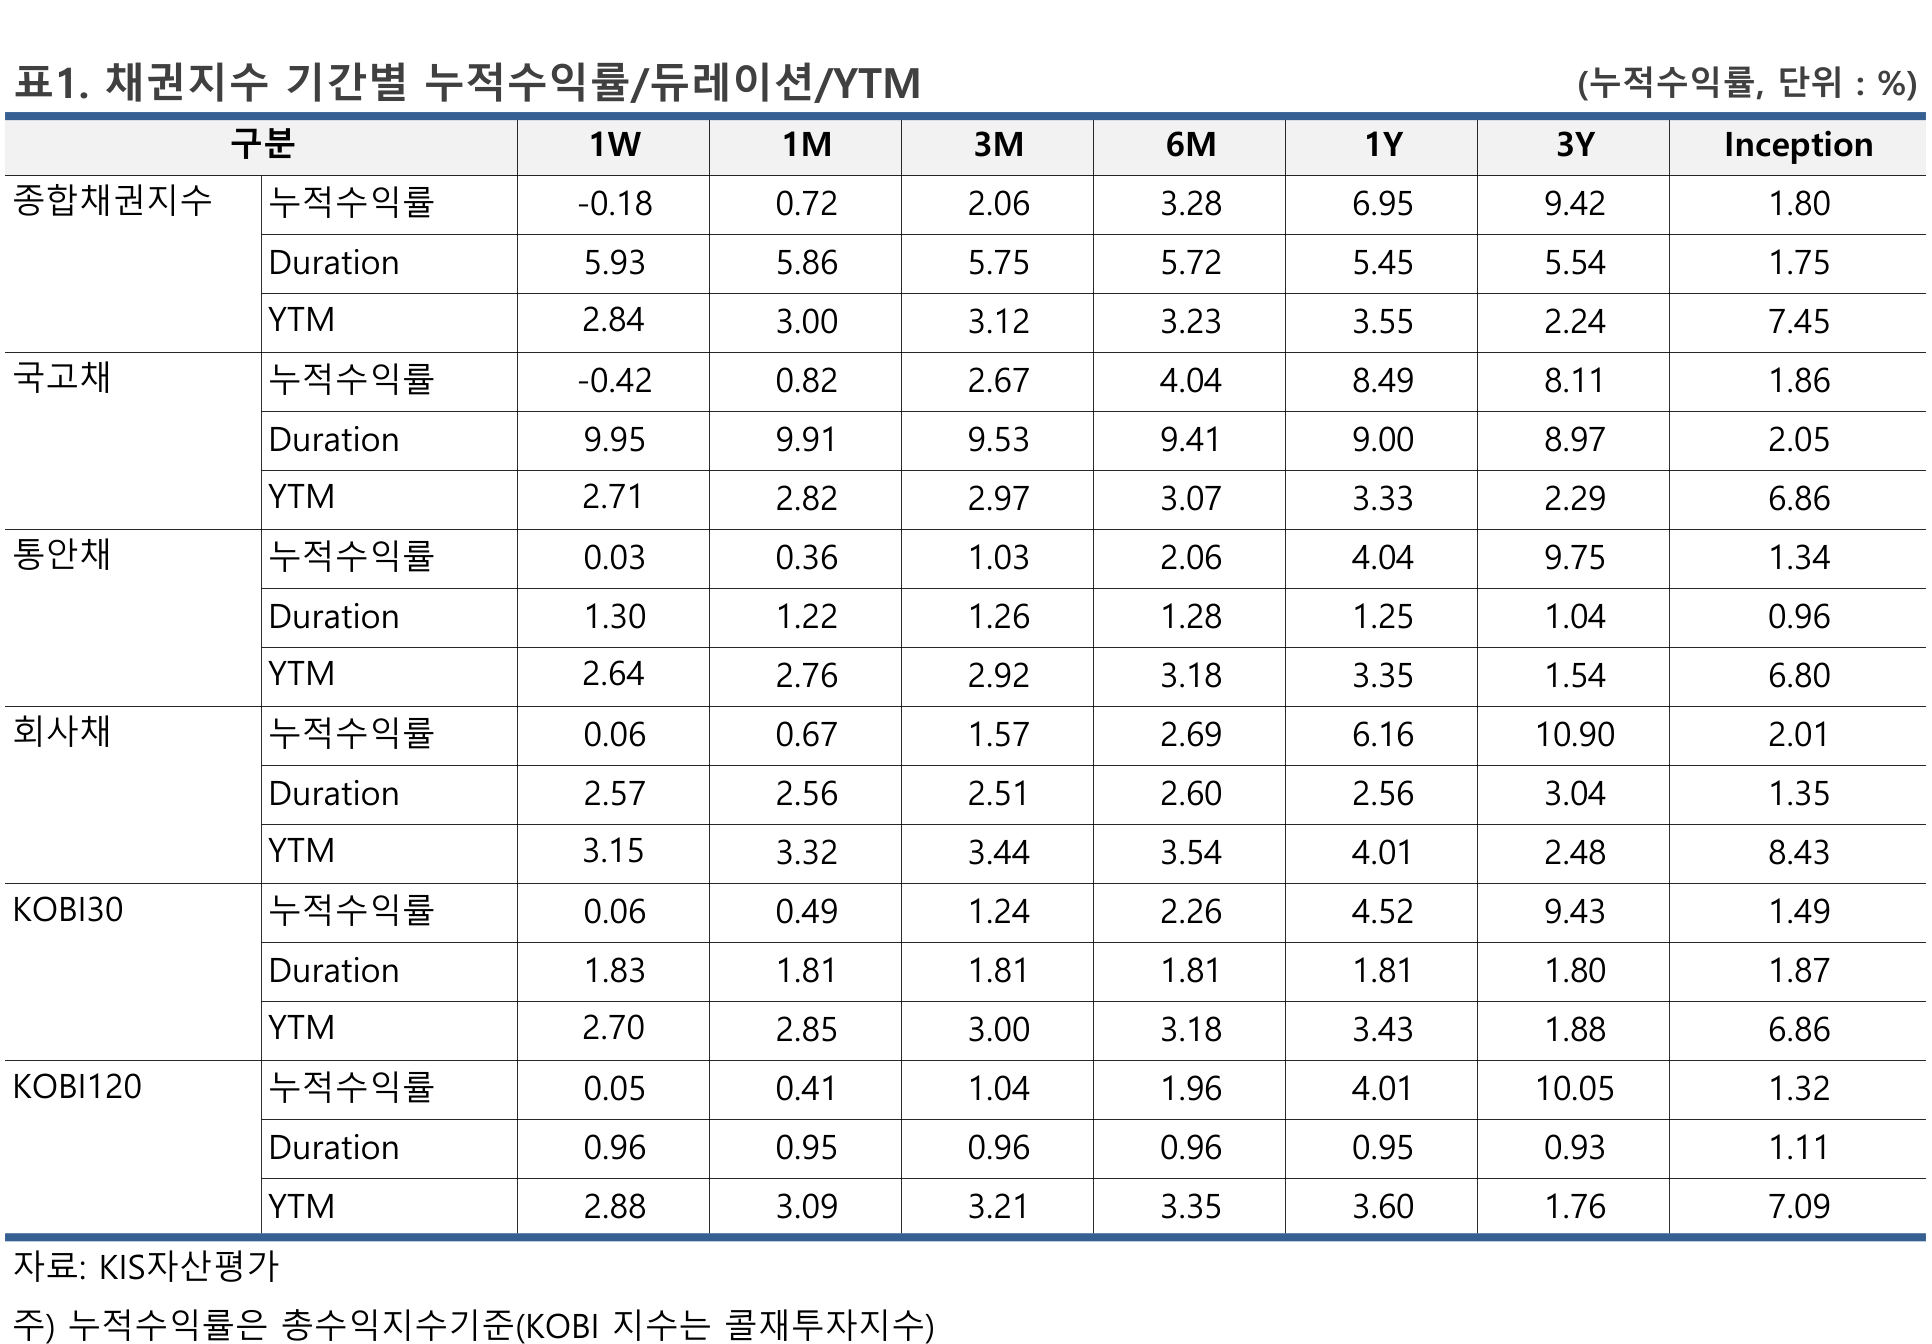 표1. 채권지수 기간별 누적수익률/듀레이션/YTM (누적수익률, 단위 : %)
구분 1W 1M 3M 6M 1Y 3Y Inception
종합채권지수 누적수익률 -0.18 0.72 2.06 3.28 6.95 9.42 1.80
Duration 5.93 5.86 5.75 5.72 5.45 5.54 1.75
YTM 2.84 3.00 3.12 3.23 3.55 2.24 7.45
국고채 누적수익률 -0.42 0.82 2.67 4.04 8.49 8.11 1.86
Duration 9.95 9.91 9.53 9.41 9.00 8.97 2.05
YTM 2.71 2.82 2.97 3.07 3.33 2.29 6.86
통안채 누적수익률 0.03 0.36 1.03 2.06 4.04 9.75 1.34
Duration 1.30 1.22 1.26 1.28 1.25 1.04 0.96
YTM 2.64 2.76 2.92 3.18 3.35 1.54 6.80
회사채 누적수익률 0.06 0.67 1.57 2.69 6.16 10.90 2.01
Duration 2.57 2.56 2.51 2.60 2.56 3.04 1.35
YTM 3.15 3.32 3.44 3.54 4.01 2.48 8.43
KOBI30 누적수익률 0.06 0.49 1.24 2.26 4.52 9.43 1.49
Duration 1.83 1.81 1.81 1.81 1.81 1.80 1.87
YTM 2.70 2.85 3.00 3.18 3.43 1.88 6.86
KOBI120 누적수익률 0.05 0.41 1.04 1.96 4.01 10.05 1.32
Duration 0.96 0.95 0.96 0.96 0.95 0.93 1.11
YTM 2.88 3.09 3.21 3.35 3.60 1.76 7.09
자료: KIS자산평가
주) 누적수익률은 총수익지수기준(KOBI 지수는 콜재투자지수)